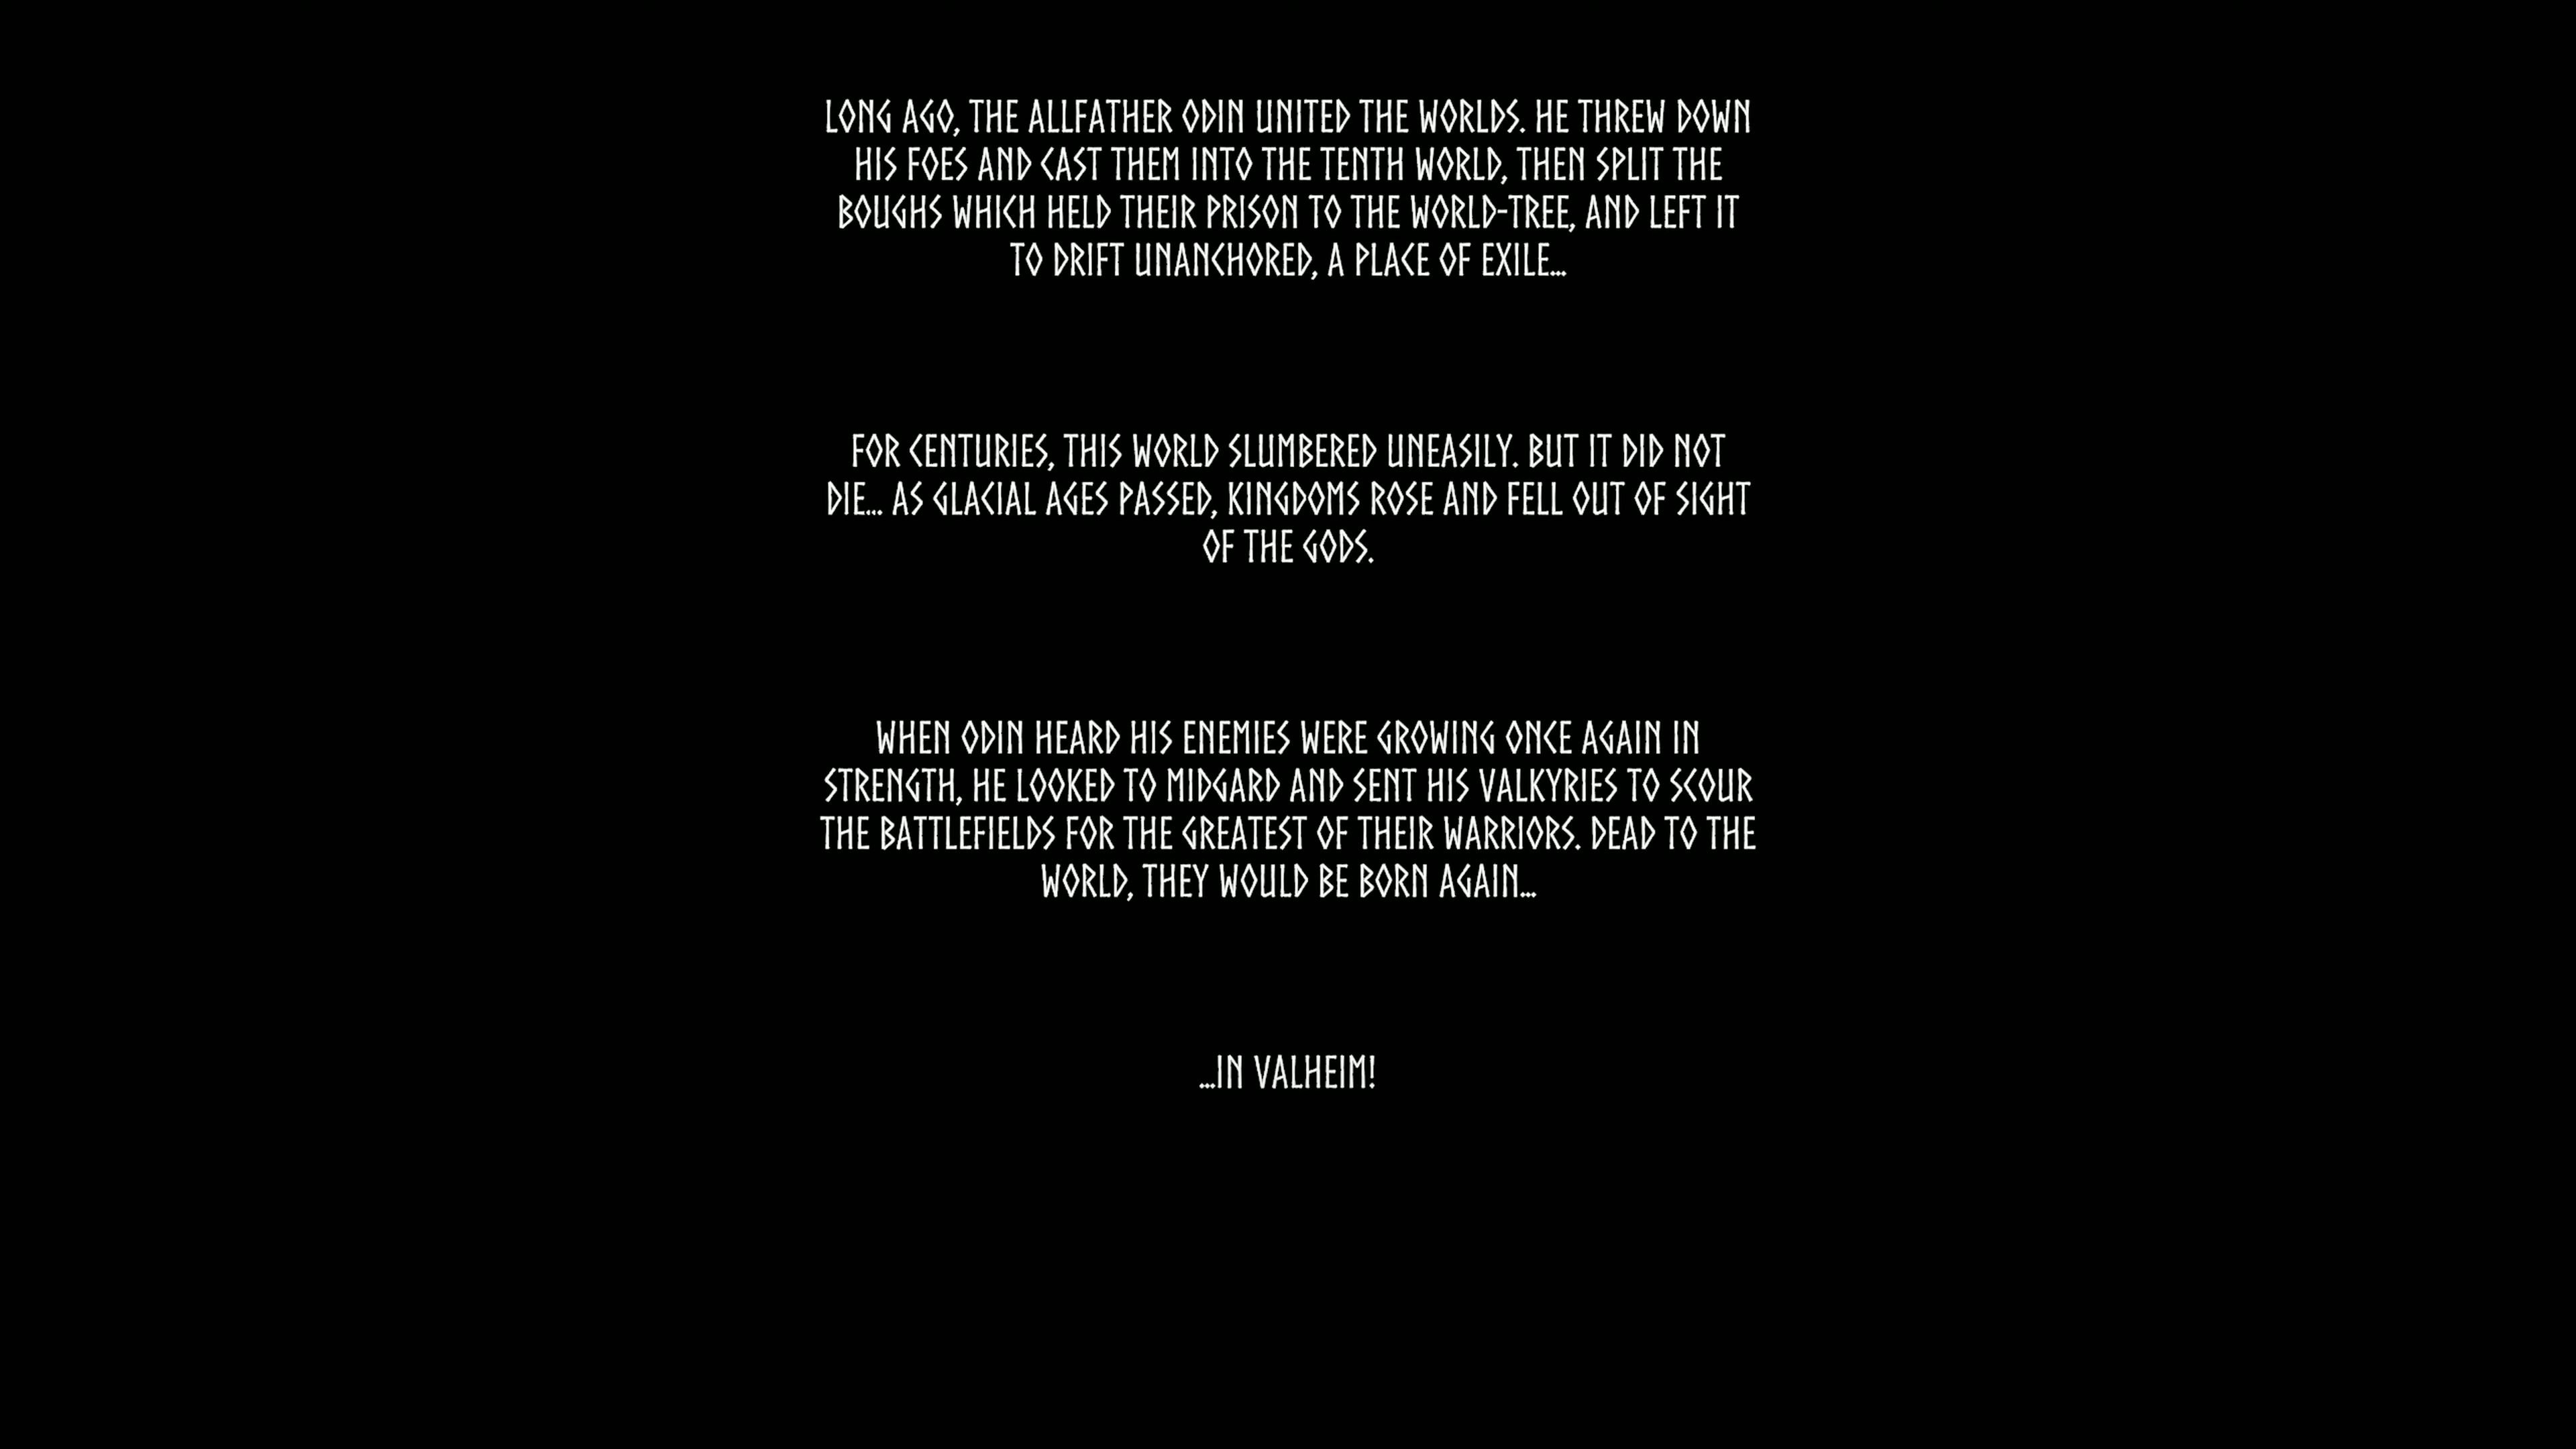 LONG AGO, THE ALLFATHER ODIN UNITED THE WORLDS. HE THREW DOWN
HIS FOES AND CAST THEM INTO THE TENTH WORLD, THEN SPLIT THE
BOUGHS WHICH HELD THEIR PRISON TO THE WORLD-TREE, AND LEFT IT
TO DRIFT UNANCHORED, A PLACE OF EXILE...
FOR CENTURIES, THIS WORLD SLUMBERED UNEASILY. BUT IT DID NOT
DIE... AS GLACIAL AGES PASSED, KINGDOMS ROSE AND FELL OUT OF SIGHT
OF THE GODS.
WHEN ODIN HEARD HIS ENEMIES WERE GROWING ONCE AGAIN IN
STRENGTH, HE LOOKED TO MIDGARD AND SENT HIS VALKYRIES TO SCOUR
THE BATTLEFIELDS FOR THE GREATEST OF THEIR WARRIORS. DEAD TO THE
WORLD, THEY WOULD BE BORN AGAIN...
...IN VALHEIM!